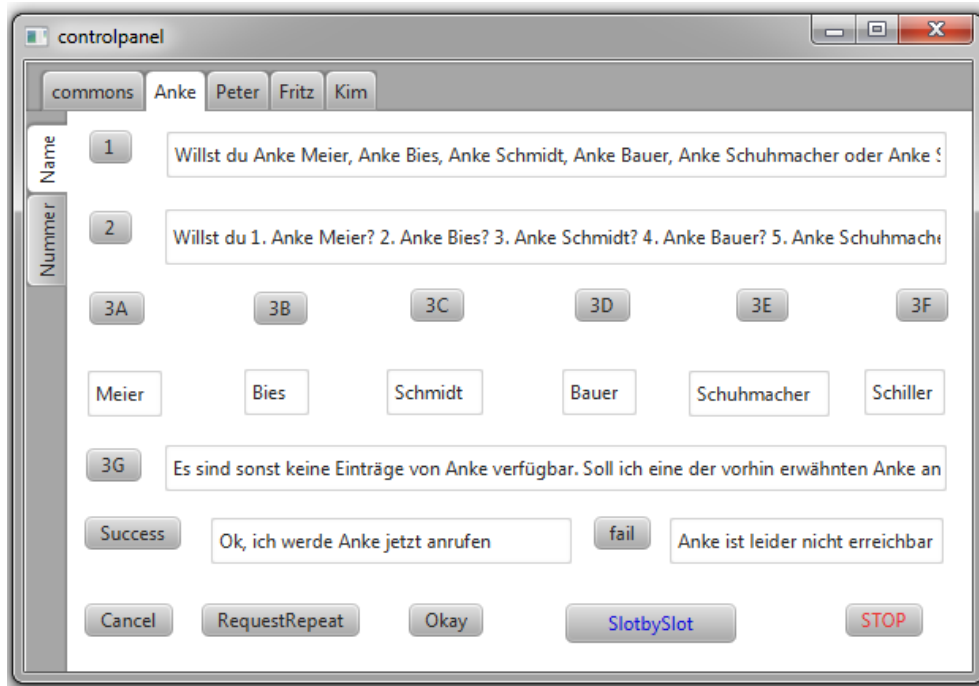 controlpanel
commons Anke Peter Fritz Kim
Name
Nummer
1 Willst du Anke Meier, Anke Bies, Anke Schmidt, Anke Bauer, Anke Schuhmacher oder Anke
2 Willst du 1. Anke Meier? 2. Anke Bies? 3. Anke Schmidt? 4. Anke Bauer? 5. Anke Schuhmache
3A 3B 3C 3D 3E 3F
Meier Bies Schmidt Bauer Schuhmacher Schiller
3G Es sind sonst keine Einträge von Anke verfügbar. Soll ich eine der vorhin erwähnten Anke an
Success Ok, ich werde Anke jetzt anrufen fail Anke ist leider nicht erreichbar
Cancel RequestRepeat Okay SlotbySlot STOP